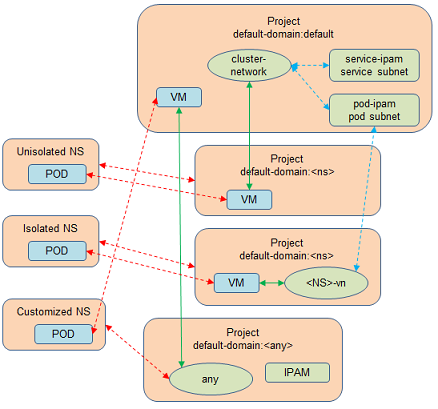 Project
default-domain:default
cluster-
network
service-ipam
service subnet
VM
pod-ipam
pod subnet
Unisolated NS
POD
Project
default-domain:<ns>
VM
Isolated NS
POD
Project
default-domain:<ns>
VM
<NS>-vn
Customized NS
POD
Project
default-domain:<any>
any
IPAM